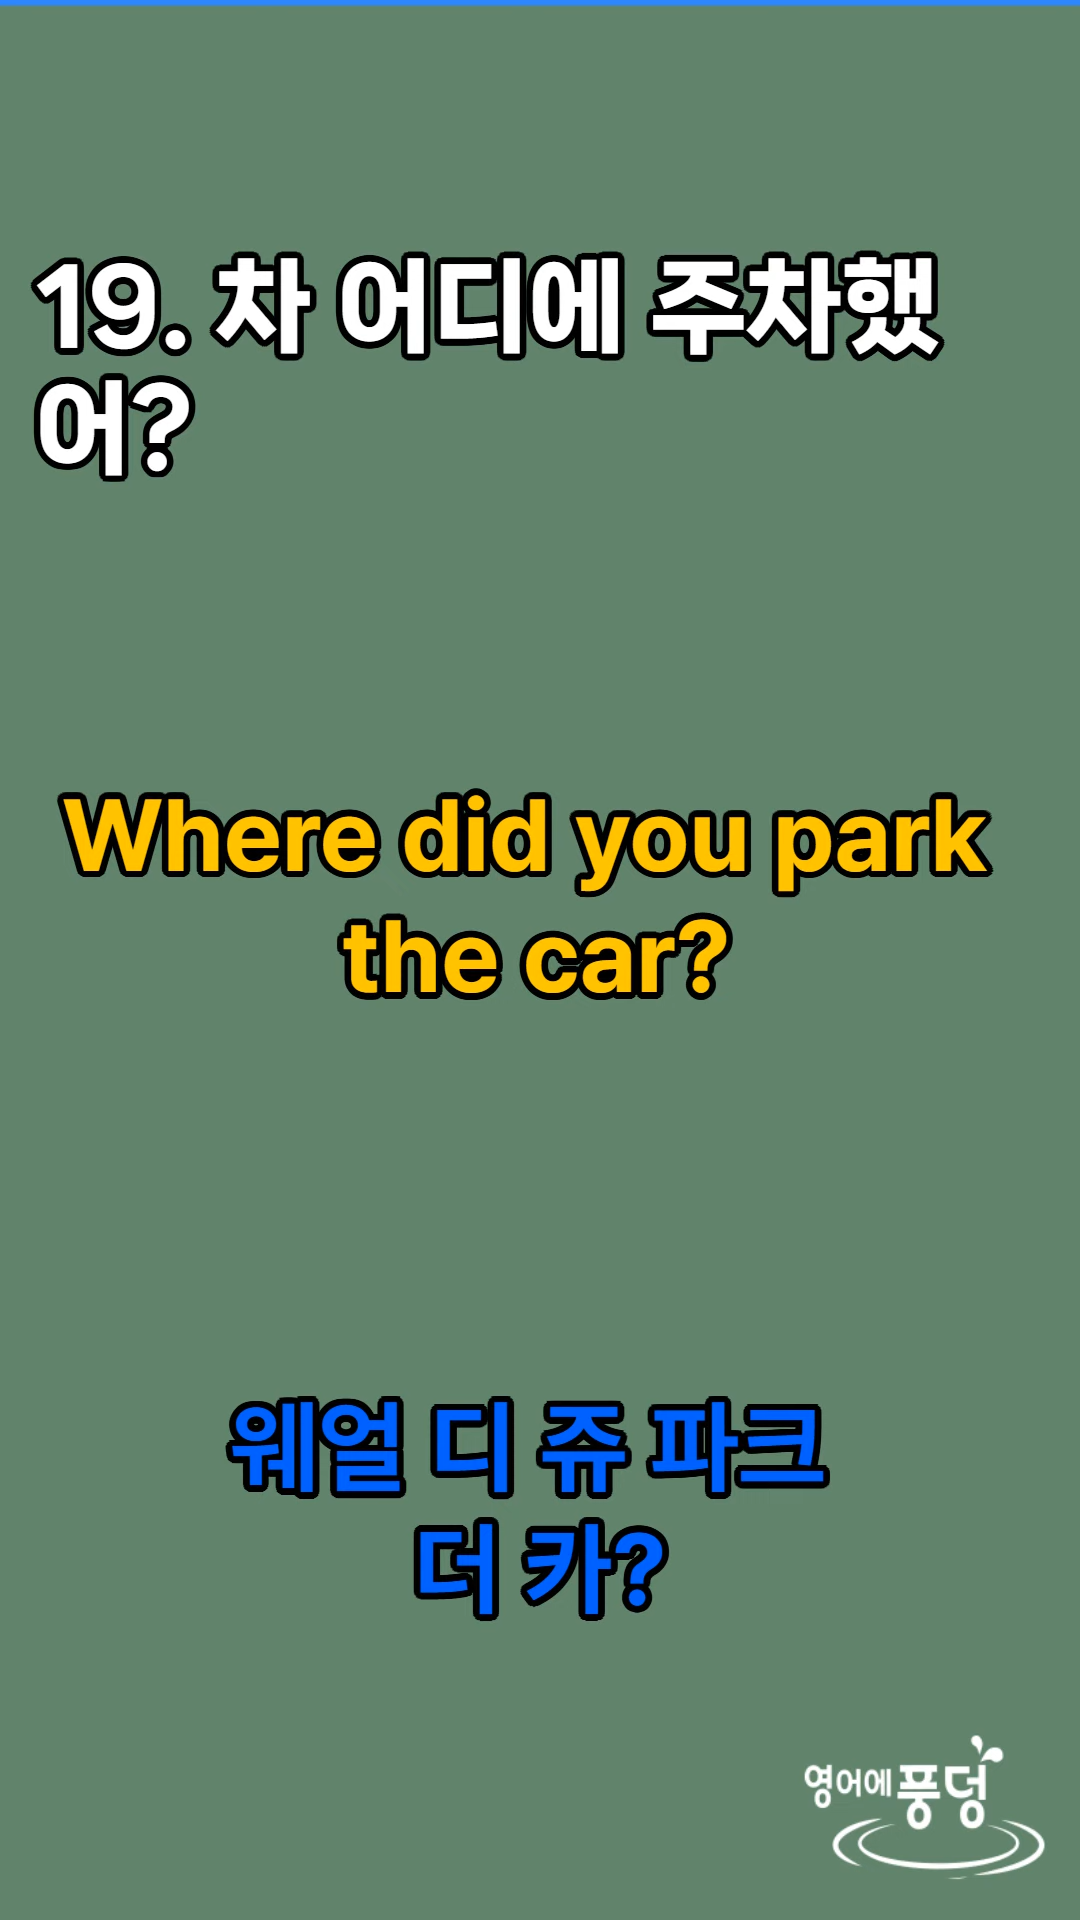 19. 차 어디에 주차했
어?
Where did you park
the car?
웨얼 디 쥬 파크
더 카?
영어에 풍덩